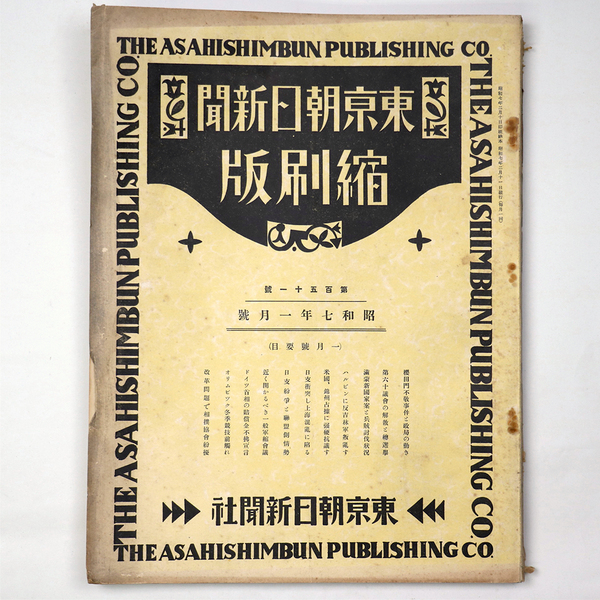 THE ASAHISHIMBUN PUBLISHING CO.
THE ASAHISHIMBUN PUBLISHING CO.
THE ASAHISHIMBUN PUBLISHING CO.
聞新日朝京東
版刷縮
號一十五百第
號月一年七和昭
(目要號月一)
櫻田門不敬事件と政局の動き
第六十議會の解散と總選擧
滿蒙新國家案と兵賊討伐狀況
ハルビンに反吉林軍叛亂す
米國、錦州占據に强硬抗議す
日支衝突し上海混亂に陷る
日支紛爭と聯盟側情勢
近く開かるべき一般軍縮會議
ドイツ首相の賠償金不拂宣言
オリムピツク冬季競技前觸れ
改革問題で相撲協會紛擾
社聞新日朝京東
THE ASAHISHIMBUN PUBLISHING CO.